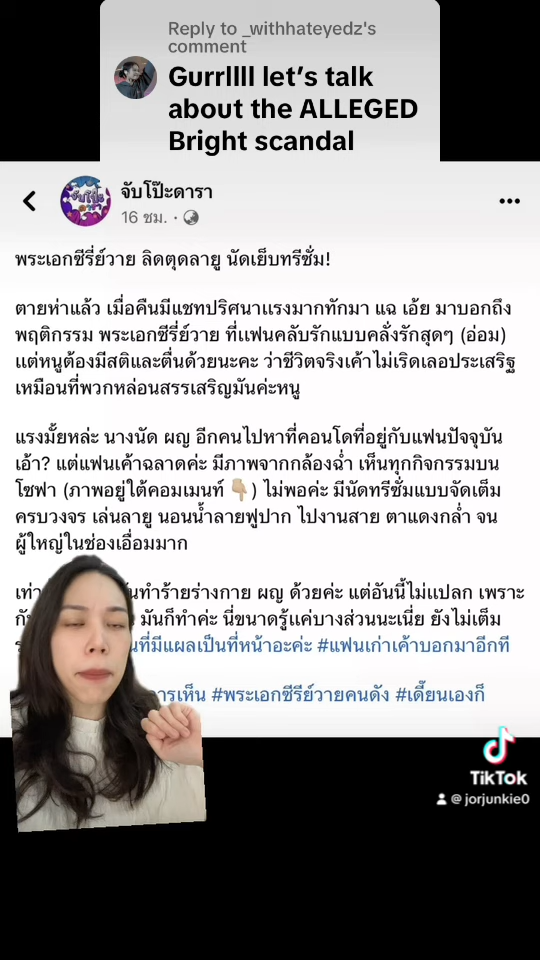 Reply to _withhateyedz's
comment
Gurrllll let's talk
about the ALLEGED
Bright scandal
จับโป๊ะ
จับโป๊ะดารา
16 ชม. ·
พระเอกซีรี่ย์วาย ลิดตุดลายู นัดเย็บทรีซั่ม!
ตายห่าแล้ว เมื่อคืนมีแชทปริศนาแรงมากทักมา แฉ เอ้ย มาบอกถึง
พฤติกรรม พระเอกซีรี่ย์วาย ที่แฟนคลับรักแบบคลั่งรักสุดๆ (อ่อม)
แต่หนูต้องมีสติและตื่นด้วยนะคะ ว่าชีวิตจริงเค้าไม่เริดเลอประเสริฐ
เหมือนที่พวกหล่อนสรรเสริญมันค่ะหนู
แรงมั้ยหล่ะ นางนัด ผญ อีกคนไปหาที่คอนโดที่อยู่กับแฟนปัจจุบัน
เอ้า? แต่แฟนเค้าฉลาดค่ะ มีภาพจากกล้องฉ่ำ เห็นทุกกิจกรรมบน
โซฟา (ภาพอยู่ใต้คอมเมนท์ 👇🏼) ไม่พอค่ะ มีนัดทรีซั่มแบบจัดเต็ม
ครบวงจร เล่นลายู นอนน้ำลายฟูปาก ไปงานสาย ตาแดงกล่ำ จน
ผู้ใหญ่ในช่องเอื่อมมาก
เท่า นทำร้ายร่างกาย ผญ ด้วยค่ะ แต่อันนี้ไม่แปลก เพราะ
กั มันก็ทำค่ะ นี่ขนาดรู้แค่บางส่วนนะเนี่ย ยังไม่เต็ม
นที่มีแผลเป็นที่หน้าอะค่ะ #แฟนเก่าเค้าบอกมาอีกที
ารเห็น #พระเอกซีรีย์วายคนดัง #เดี๊ยนเองก็
TikTok
@jorjunkie0